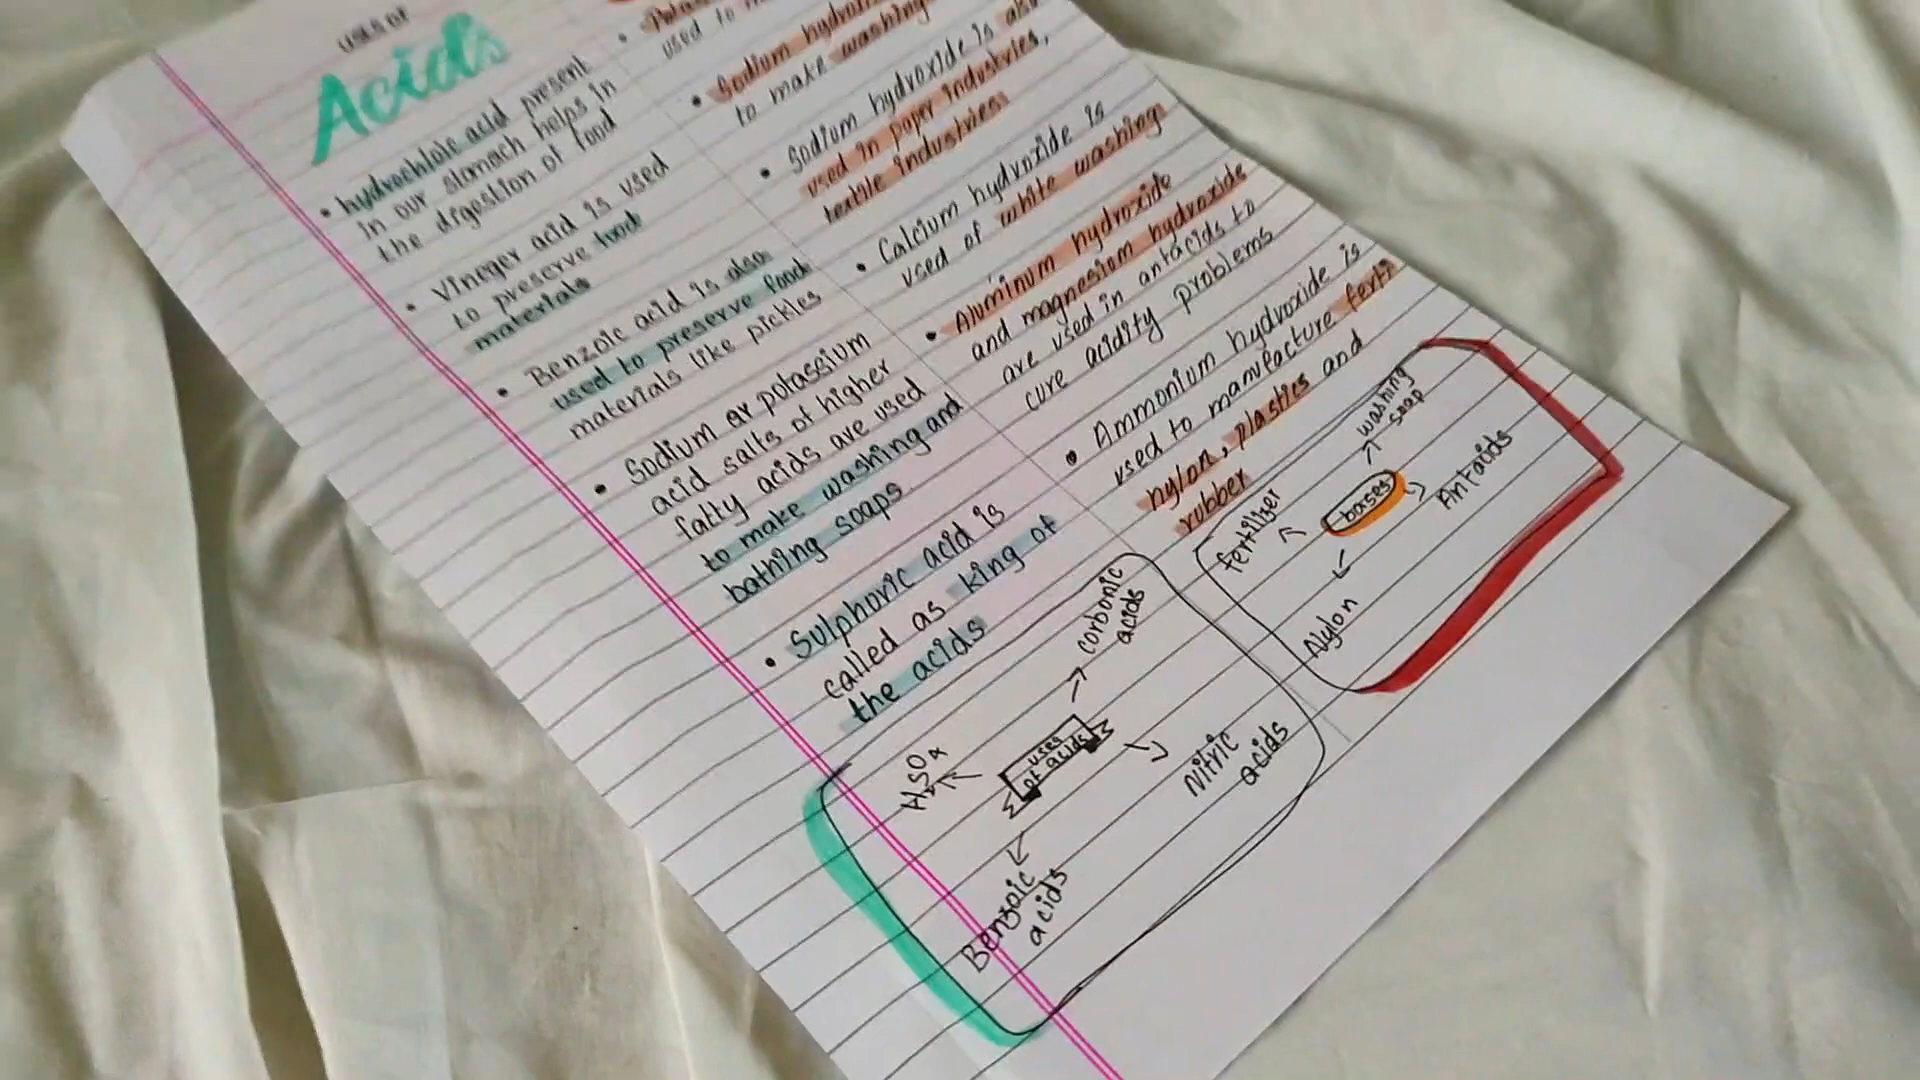 USES OF
Acids
• hydrochloic acid present
in our stomach helps in
the digestion of food
• Vineger acid is used
to preserve food
materials
• Benzoic acid is also
used to preserve food
materials like pickles
• Sodium or potassium
acid salts of higher
fatty acids are used
to make washing and
bathing soaps
• Sulphoric acid is
called as king of
the acids
used to
• Sodium
to make washing
• Sodium hydroxide is also
used in paper industries,
textile industries
• Calcium hydroxide is
used of white washing
• Aluminum hydroxide
and magnesium hydroxide
are used in antacids to
cure acidity problems
• Ammonium hydroxide is
used to manufacture ferti
nylon, plastics and
rubber
uses
of acids
H2SO4
corbonic
acids
Nitric
acids
Benzoic
acids
bases
washing
soap
Antacids
fertilizer
Nylon